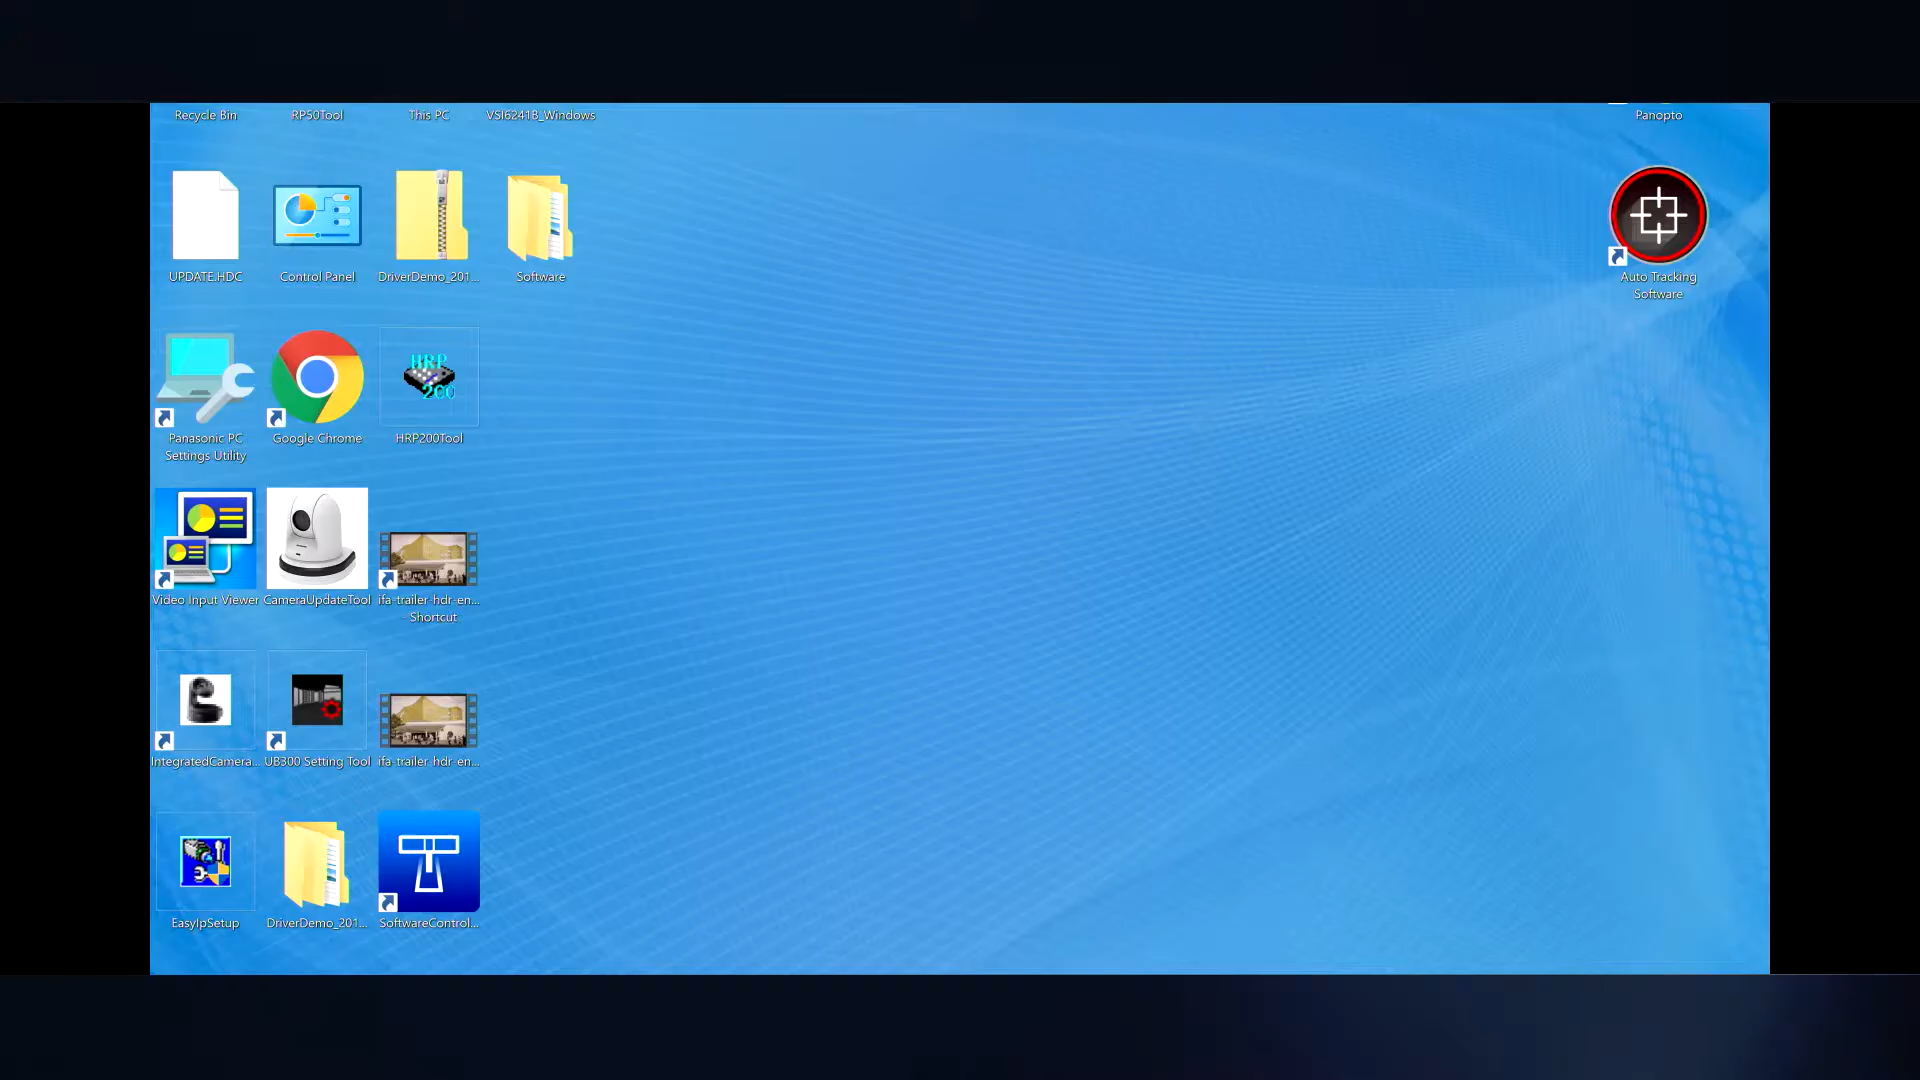 Recycle Bin
RP50Tool
This PC
VSI6241B_Windows
Panopto
UPDATE.HDC
Control Panel
DriverDemo_201...
Software
Auto Tracking
Software
Panasonic PC
Settings Utility
Google Chrome
HRP200Tool
HRP
200
Video Input Viewer
CameraUpdateTool
ifa-trailer-hdr-en...
- Shortcut
IntegratedCamera...
UB300 Setting Tool
ifa-trailer-hdr-en...
EasyIpSetup
DriverDemo_201...
SoftwareControl...